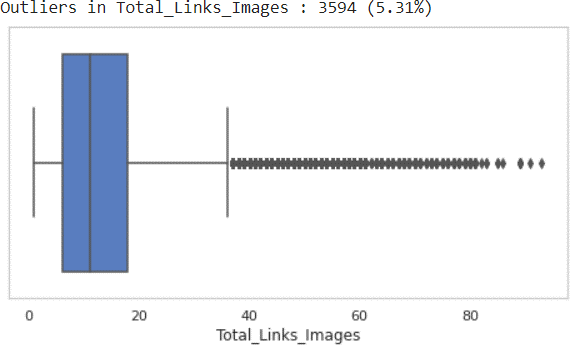 Outliers in Total_Links_Images : 3594 (5.31%)
0 20 40 60 80
Total_Links_Images